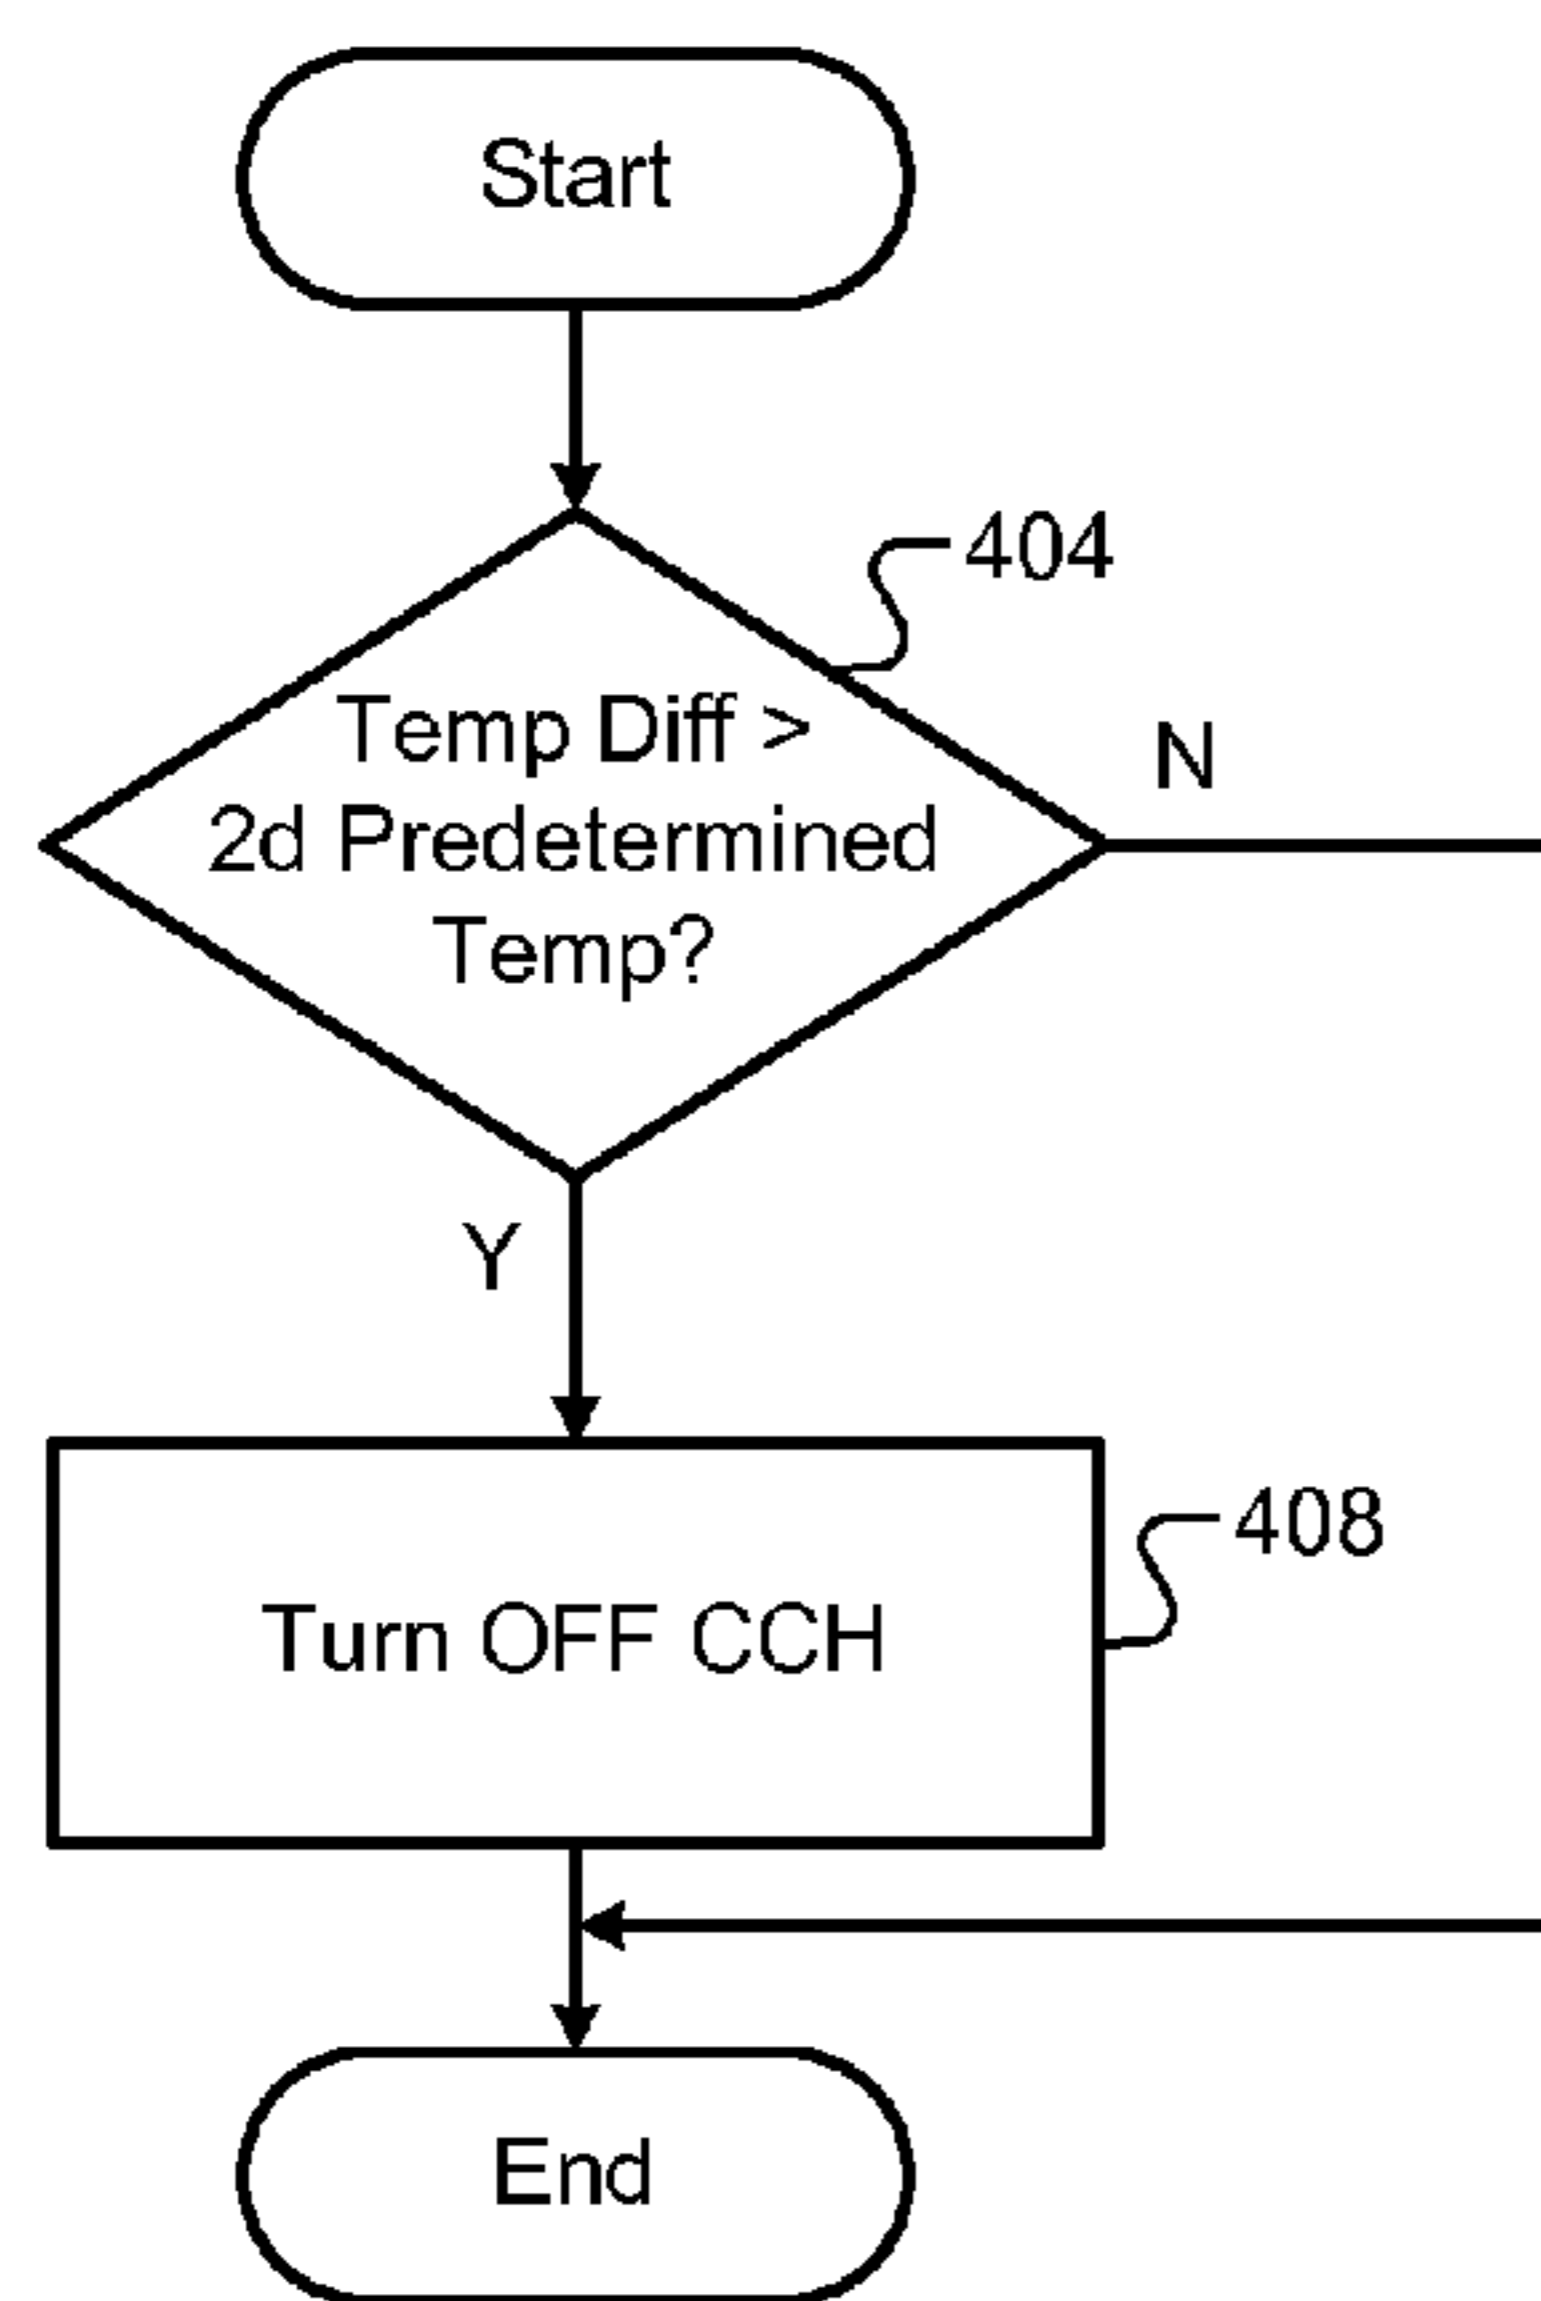 Start
404
Temp Diff >
2d Predetermined
Temp?
N
Y
408
Turn OFF CCH
End